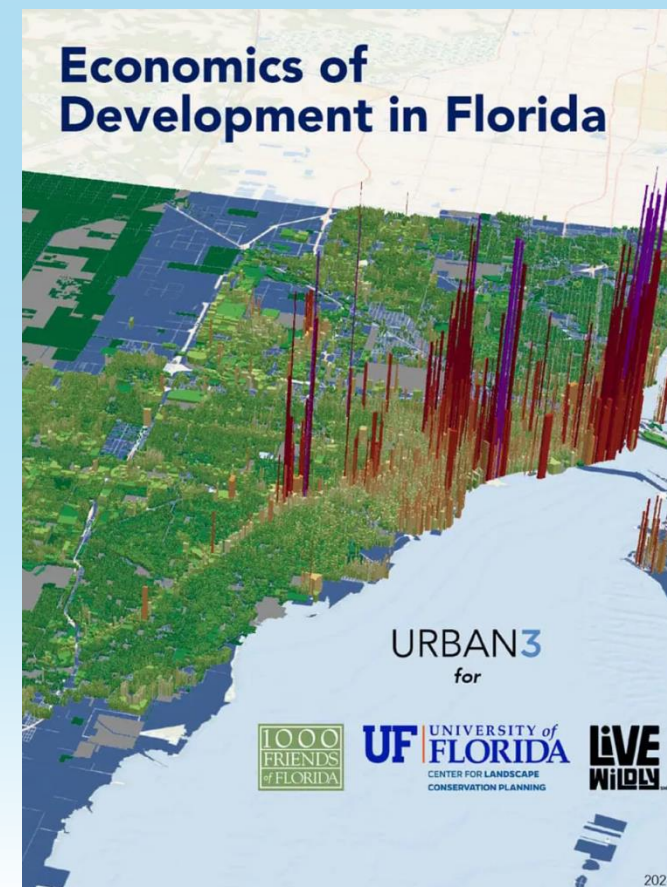 Economics of
Development in Florida
URBAN3
for
1000
FRIENDS
of FLORIDA
UF UNIVERSITY of
FLORIDA
CENTER FOR LANDSCAPE
CONSERVATION PLANNING
LiVE
WiLDLY